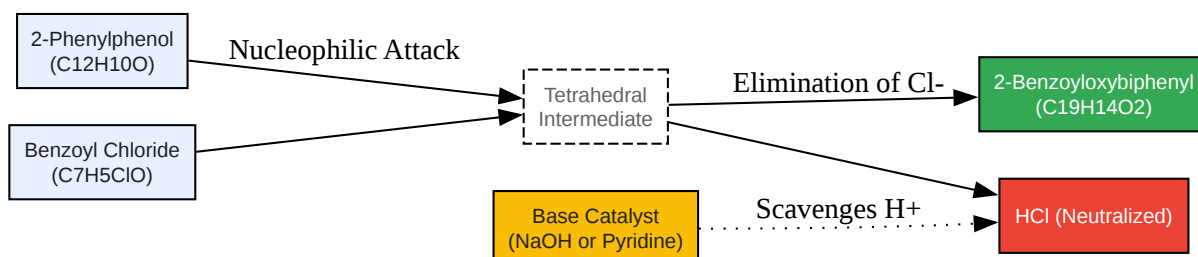 2-Phenylphenol
(C12H10O)
Nucleophilic Attack
Benzoyl Chloride
(C7H5ClO)
Tetrahedral
Intermediate
Elimination of Cl-
2-Benzoyloxybiphenyl
(C19H14O2)
Base Catalyst
(NaOH or Pyridine)
Scavenges H+
HCl (Neutralized)